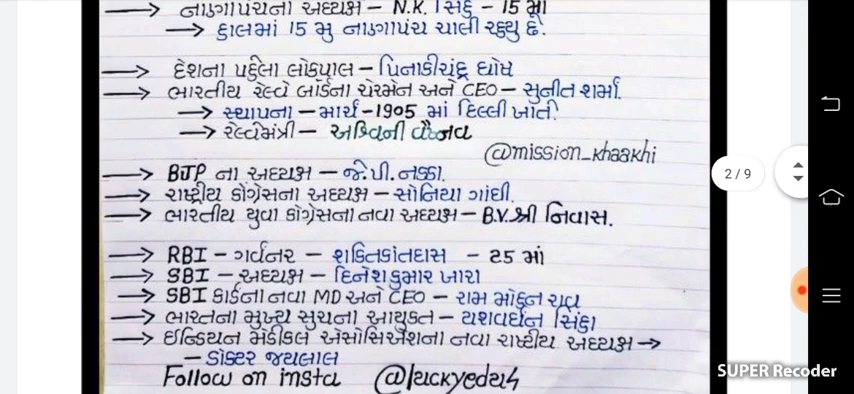 → નાણાપંચના અધ્યક્ષ – N.K. સિંહ – 15 માં
→ હાલમાં 15 મુ નાણાપંચ ચાલી રહ્યુ છે.
→ દેશના પહેલા લોકપાલ – પિનાકીચંદ્ર ઘોષ
→ ભારતીય રેલ્વે બોર્ડના ચેરમેન અને CEO – સુનીત શર્મા.
→ સ્થાપના – માર્ચ – 1905 માં દિલ્લી ખાતે.
→ રેલ્વેમંત્રી – અશ્વિની વૈષ્નવ
@mission_khaakhi
→ BJP ના અધ્યક્ષ – જે.પી. નડ્ડા.
→ રાષ્ટ્રીય કોંગ્રેસના અધ્યક્ષ – સોનિયા ગાંધી.
→ ભારતીય યુવા કોંગ્રેસના નવા અધ્યક્ષ – B.V. શ્રી નિવાસ.
→ RBI – ગર્વનર – શક્તિકાંતદાસ – 25 માં
→ SBI – અધ્યક્ષ – દિનેશકુમાર ખારા
→ SBI કાર્ડના નવા MD અને CEO – રામ મોહન રાવ
→ ભારતના મુખ્ય સુચના આયુક્ત – યશવર્ધન સિંહા
→ ઇન્ડિયન મેડીકલ એસોસિએશના નવા રાષ્ટ્રીય અધ્યક્ષ →
– ડોક્ટર જયલાલ
Follow on insta
2/9
SUPER Recoder